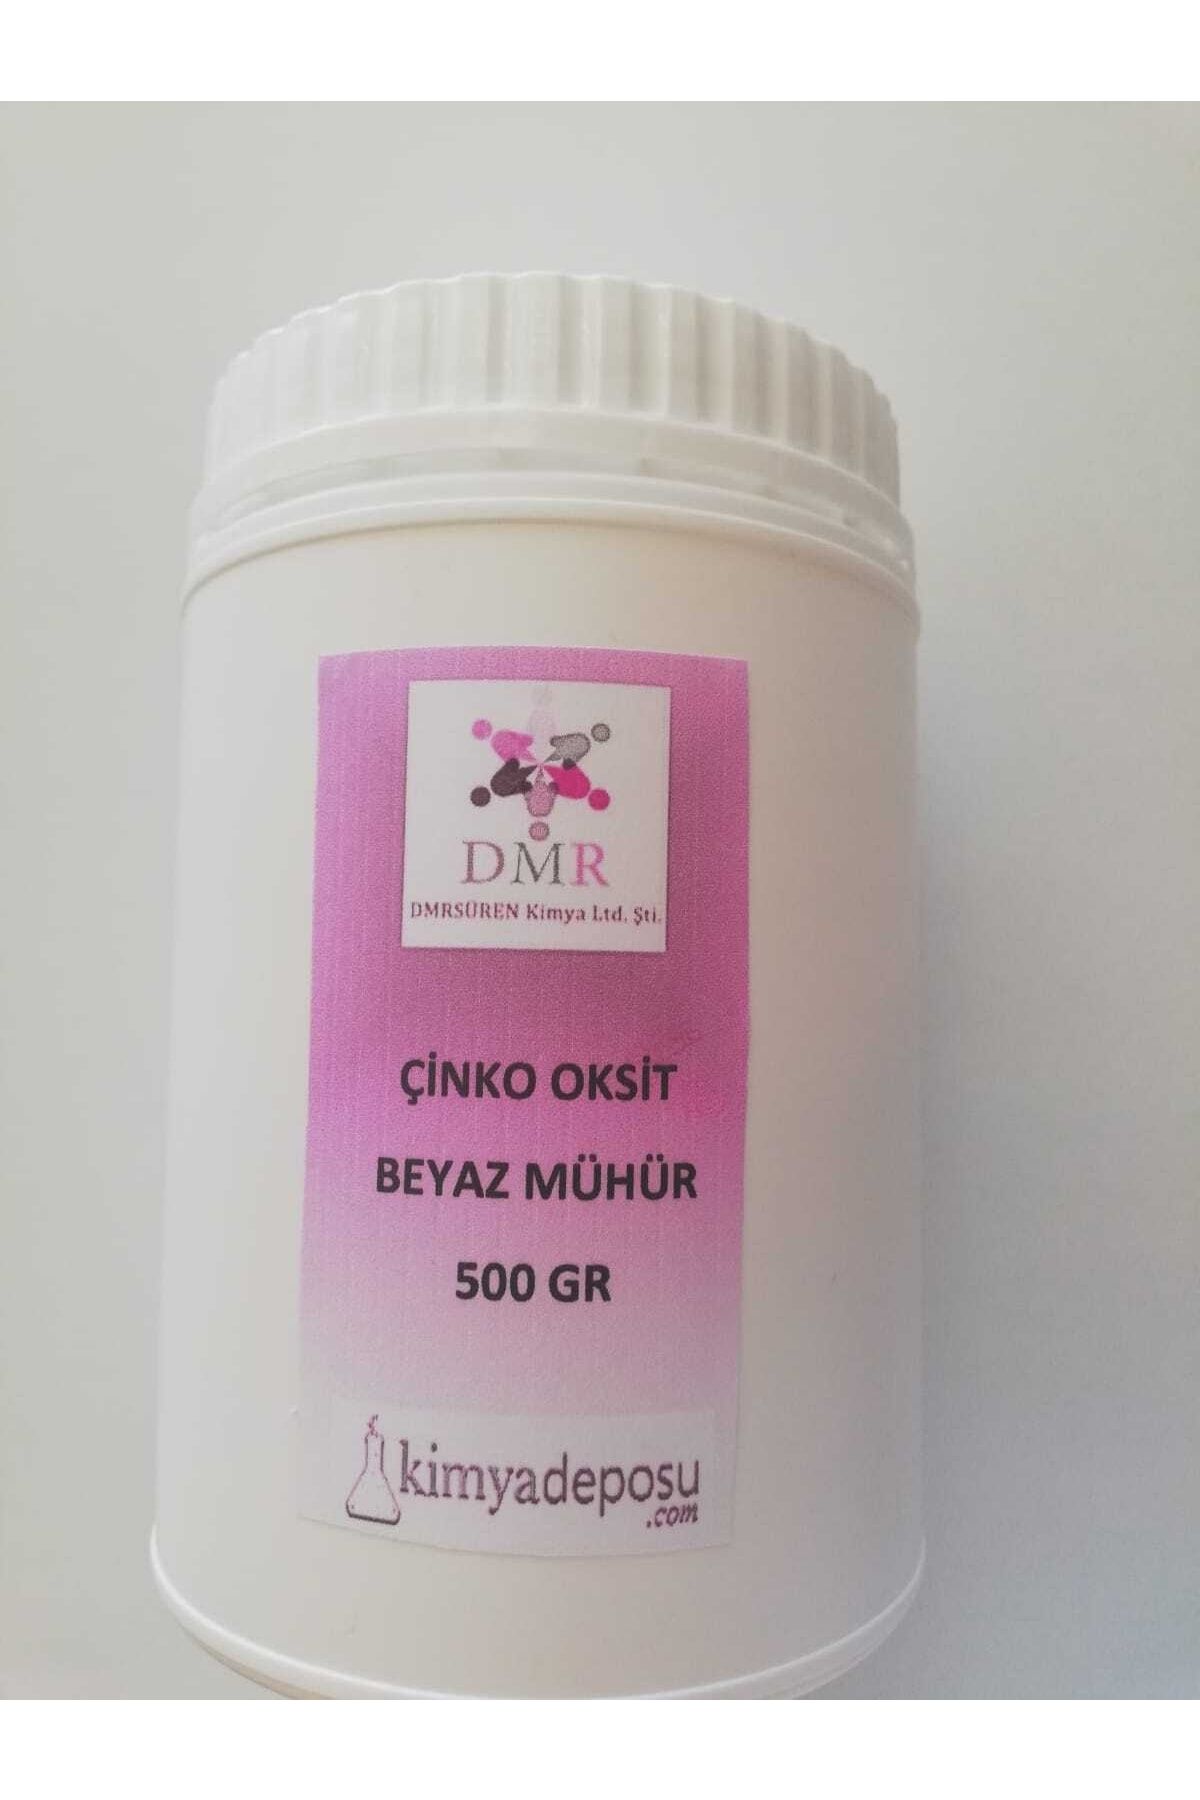 DMR
DMRSÜREN Kimya Ltd. Şti.
ÇİNKO OKSİT
BEYAZ MÜHÜR
500 GR
kimyadeposu
.com